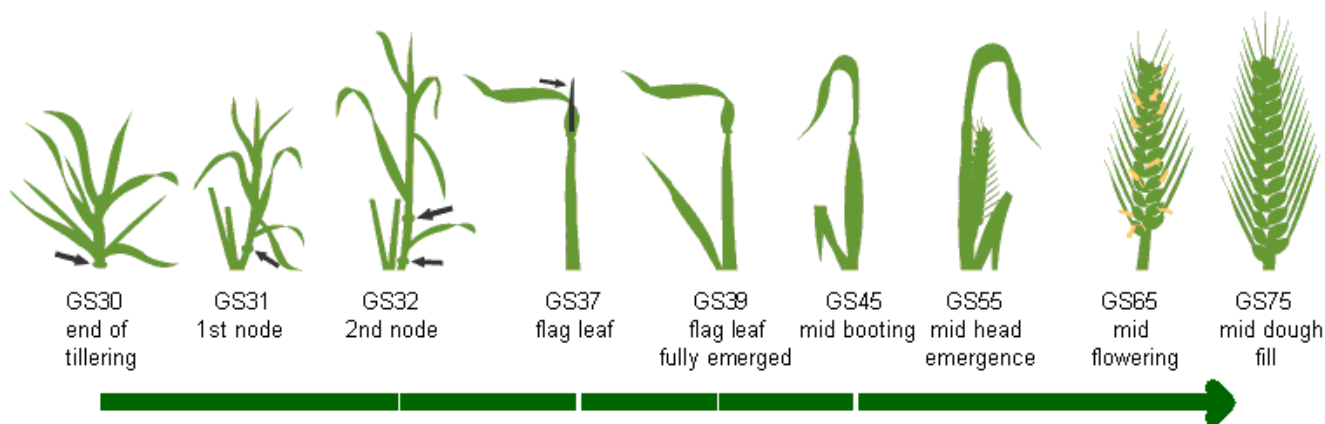 GS30
end of
tillering
GS31
1st node
GS32
2nd node
GS37
flag leaf
GS39
flag leaf
fully emerged
GS45
mid booting
GS55
mid head
emergence
GS65
mid
flowering
GS75
mid dough
fill